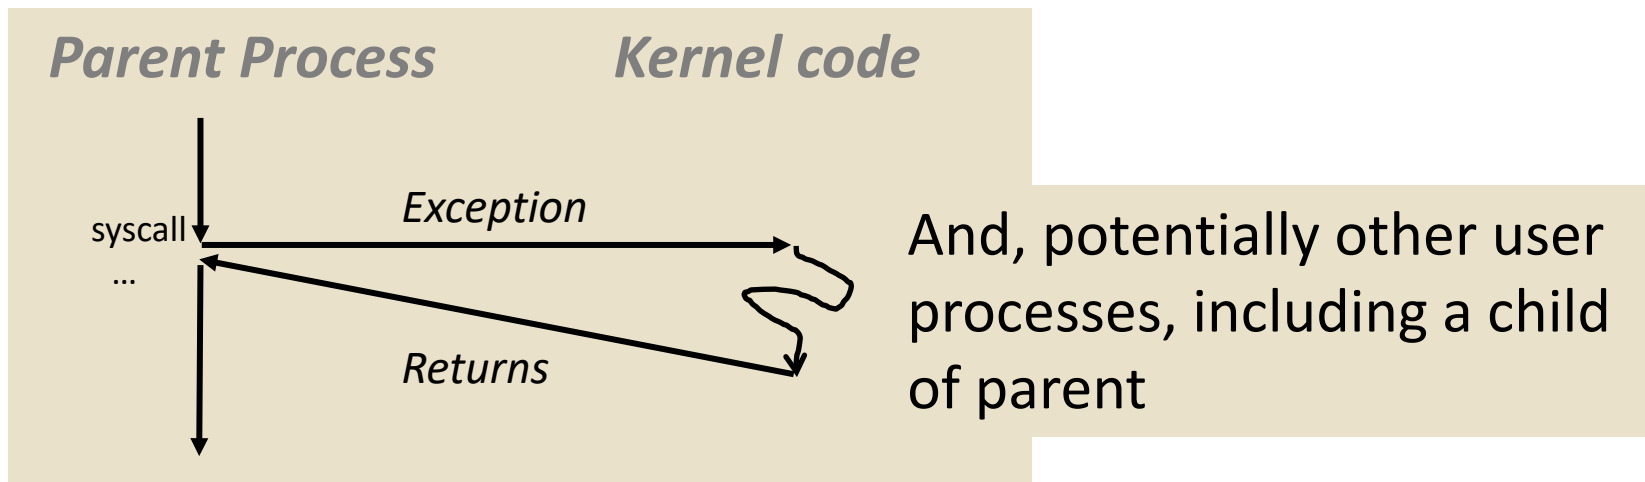 Parent Process Kernel code
Exception
syscall
...
And, potentially other user
processes, including a child
of parent
Returns